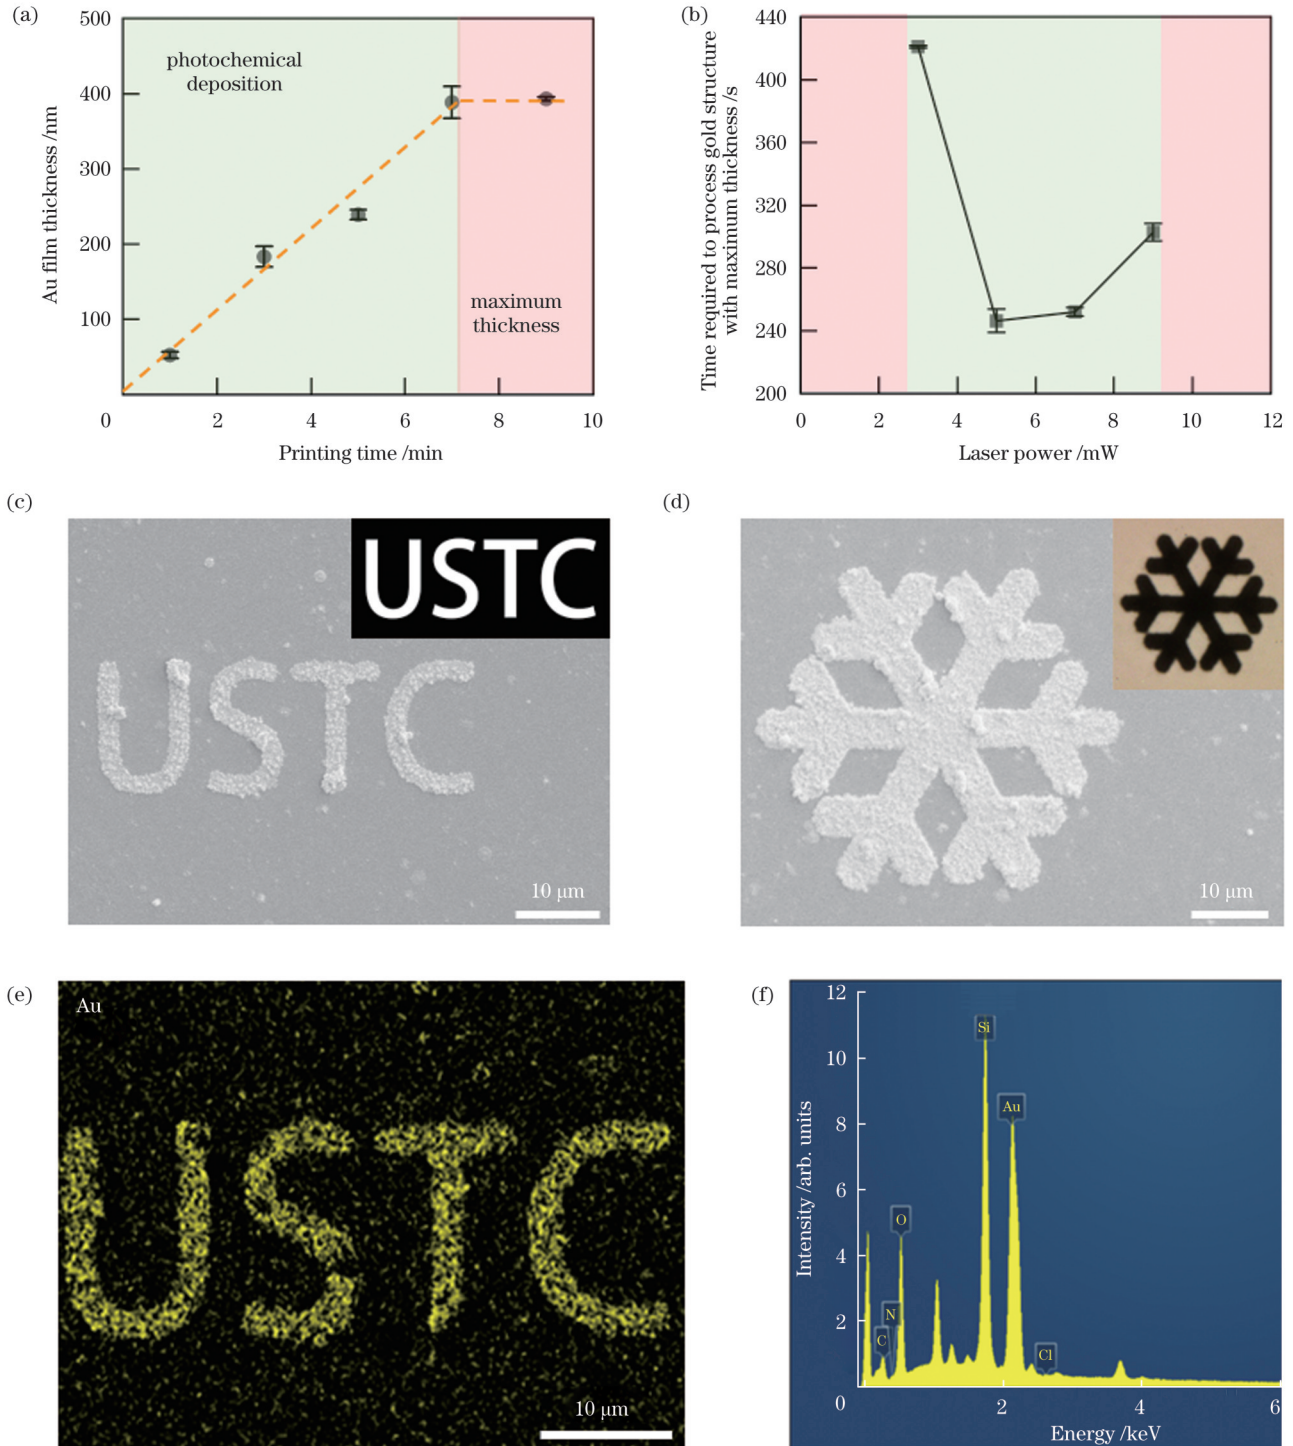 (a)
500
400
300
200
100
0
2
4
6
8
10
Au film thickness /nm
photochemical
deposition
maximum
thickness
Printing time /min
(b)
440
400
360
320
280
240
200
0
2
4
6
8
10
12
Time required to process gold structure
with maximum thickness /s
Laser power /mW
(c)
USTC
USTC
10 μm
(d)
10 μm
(e)
Au
USTC
10 μm
(f)
12
10
8
6
4
2
0
2
4
6
Intensity /arb. units
Si
Au
O
N
C
Cl
Energy /keV